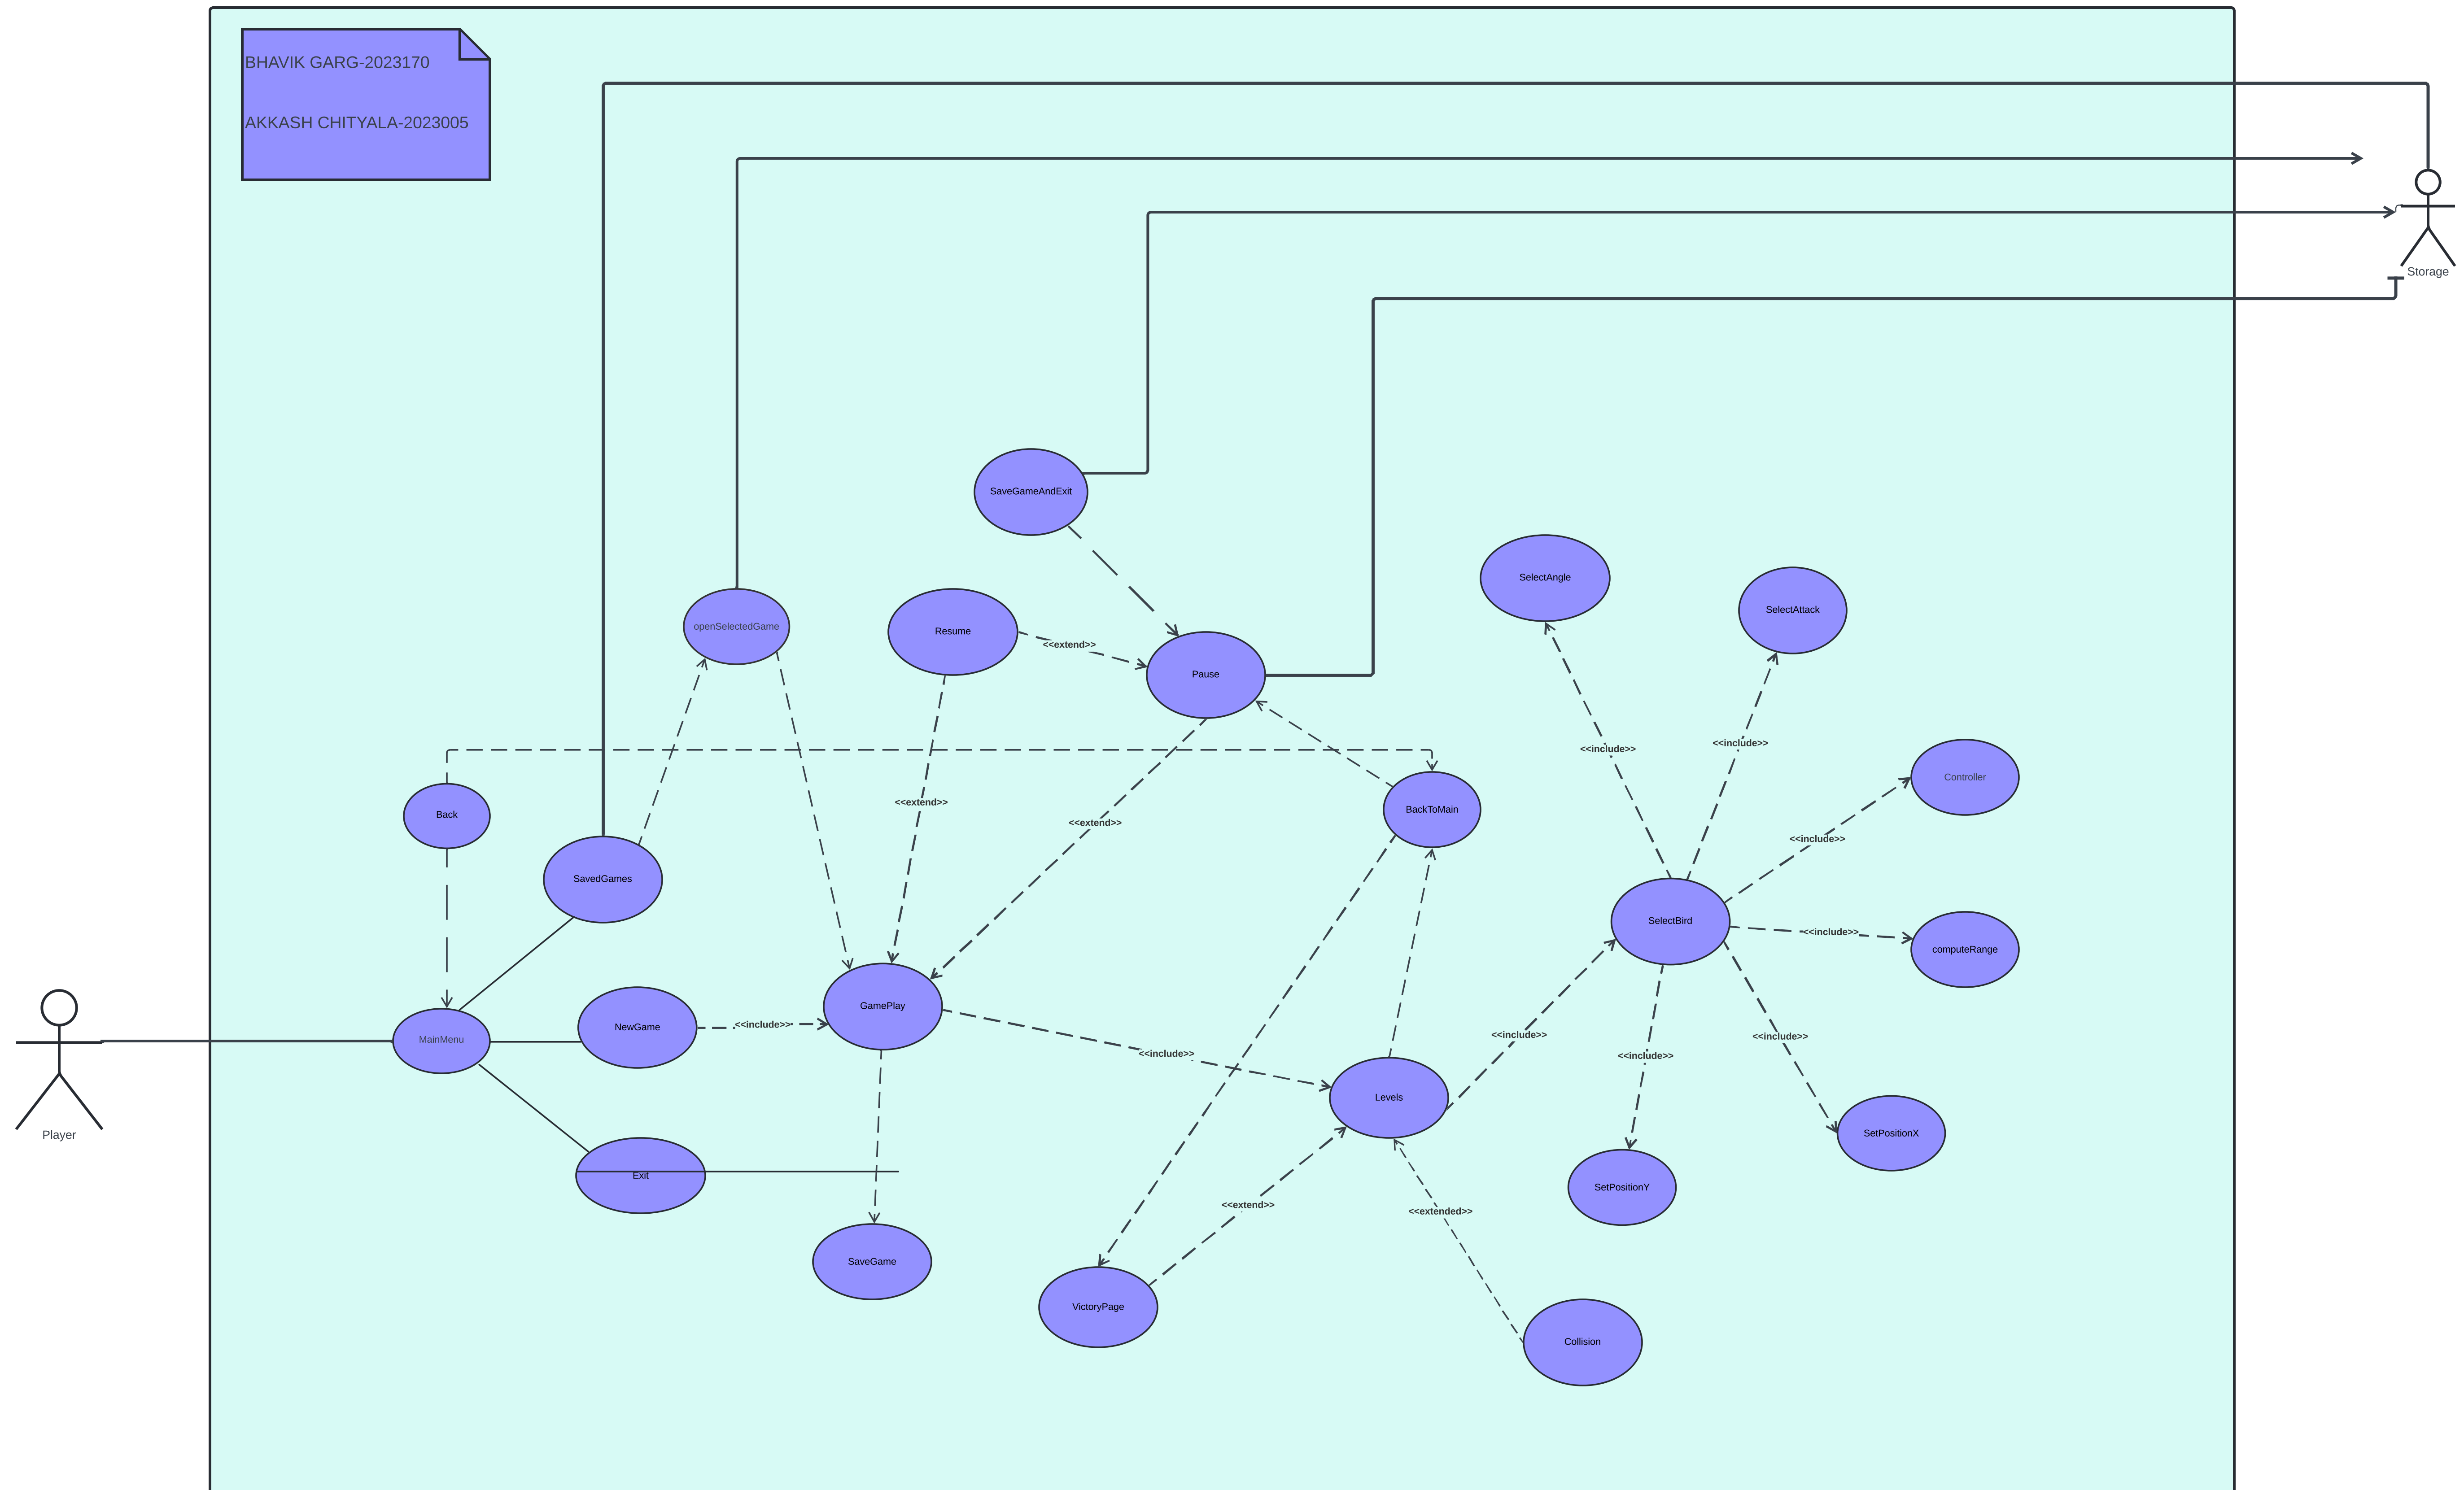 BHAVIK GARG-2023170
AKKASH CHITYALA-2023005
Storage
SaveGameAndExit
SelectAngle
SelectAttack
openSelectedGame
Resume
<<extend>>
Pause
<<include>>
<<include>>
Controller
Back
<<extend>>
<<extend>>
BackToMain
<<include>>
SavedGames
SelectBird
<<include>>
computeRange
GamePlay
NewGame
<<include>>
MainMenu
<<include>>
<<include>>
<<include>>
<<include>>
Levels
Player
SetPositionX
Exit
SetPositionY
<<extend>>
<<extended>>
SaveGame
VictoryPage
Collision